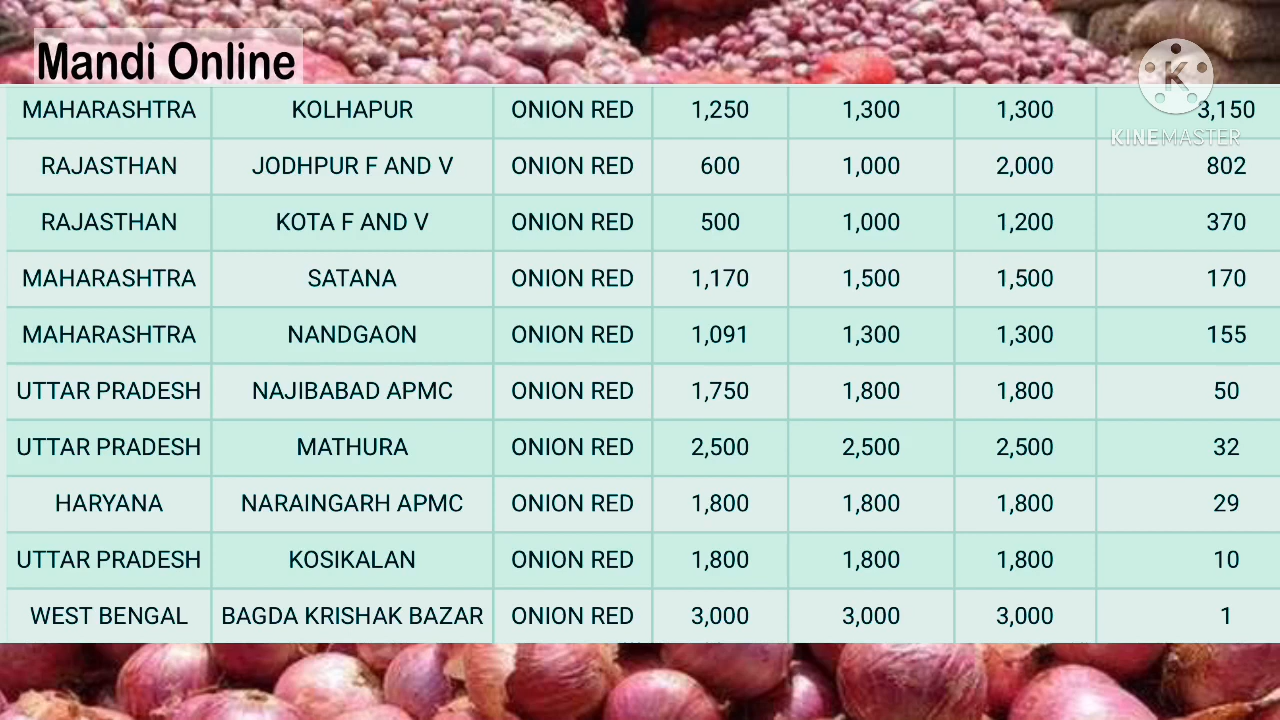 Mandi Online
MAHARASHTRA KOLHAPUR ONION RED 1,250 1,300 1,300 3,150
KINEMASTER
RAJASTHAN JODHPUR F AND V ONION RED 600 1,000 2,000 802
RAJASTHAN KOTA F AND V ONION RED 500 1,000 1,200 370
MAHARASHTRA SATANA ONION RED 1,170 1,500 1,500 170
MAHARASHTRA NANDGAON ONION RED 1,091 1,300 1,300 155
UTTAR PRADESH NAJIBABAD APMC ONION RED 1,750 1,800 1,800 50
UTTAR PRADESH MATHURA ONION RED 2,500 2,500 2,500 32
HARYANA NARAINGARH APMC ONION RED 1,800 1,800 1,800 29
UTTAR PRADESH KOSIKALAN ONION RED 1,800 1,800 1,800 10
WEST BENGAL BAGDA KRISHAK BAZAR ONION RED 3,000 3,000 3,000 1